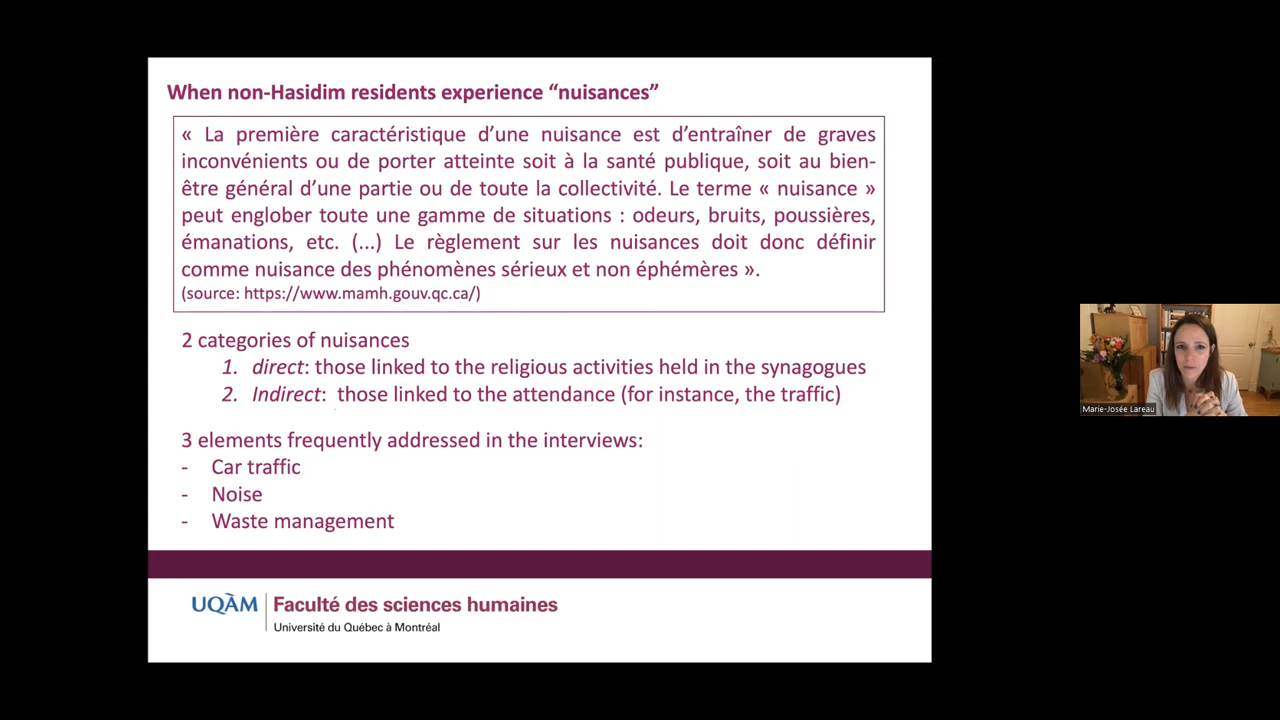 When non-Hasidim residents experience “nuisances”
« La première caractéristique d’une nuisance est d’entraîner de graves
inconvénients ou de porter atteinte soit à la santé publique, soit au bien-
être général d’une partie ou de toute la collectivité. Le terme « nuisance »
peut englober toute une gamme de situations : odeurs, bruits, poussières,
émanations, etc. (...) Le règlement sur les nuisances doit donc définir
comme nuisance des phénomènes sérieux et non éphémères ».
(source: https://www.mamh.gouv.qc.ca/)
2 categories of nuisances
1. direct: those linked to the religious activities held in the synagogues
2. Indirect: those linked to the attendance (for instance, the traffic)
3 elements frequently addressed in the interviews:
- Car traffic
- Noise
- Waste management
UQÀM Faculté des sciences humaines
Université du Québec à Montréal
Marie-Josée Lareau